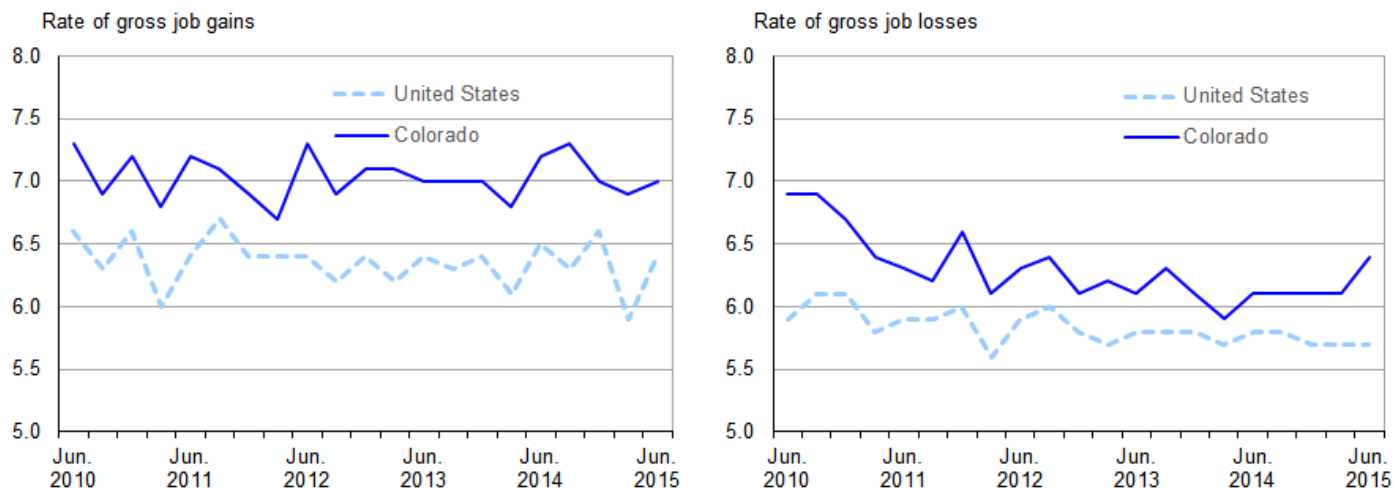 Rate of gross job gains
8.0
7.5
7.0
6.5
6.0
5.5
5.0
United States
Colorado
Jun. Jun. Jun. Jun. Jun. Jun.
2010 2011 2012 2013 2014 2015
Rate of gross job losses
8.0
7.5
7.0
6.5
6.0
5.5
5.0
United States
Colorado
Jun. Jun. Jun. Jun. Jun. Jun.
2010 2011 2012 2013 2014 2015